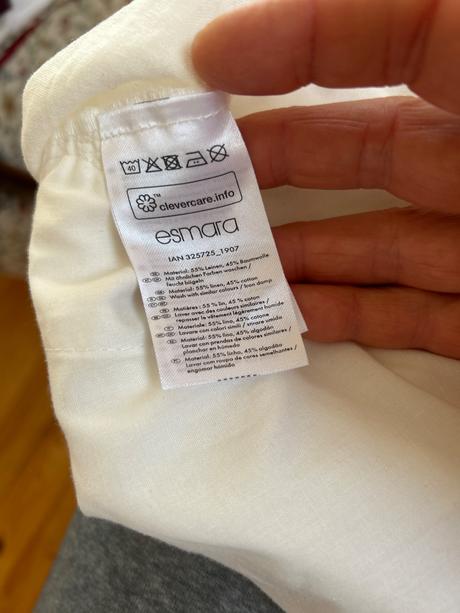 40
TM
clevercare.info
esmara
IAN 325725_1907
Material: 55% Leinen, 45% Baumwolle
Mit ähnlichen Farben waschen /
feucht bügeln
Material: 55% linen, 45% cotton
Wash with similar colours / Iron damp
Matières: 55 % lin, 45 % coton
Laver avec des couleurs similaires /
repasser le vêtement légèrement humide
Materiale: 55% lino, 45% cotone
Lavare con colori simili / stirare umido
Material: 55% lino, 45% algodón
Lavar con prendas de colores similares /
planchar en húmedo
Material: 55% linho, 45% algodão
Lavar com roupa de cores semelhantes /
engomar húmido